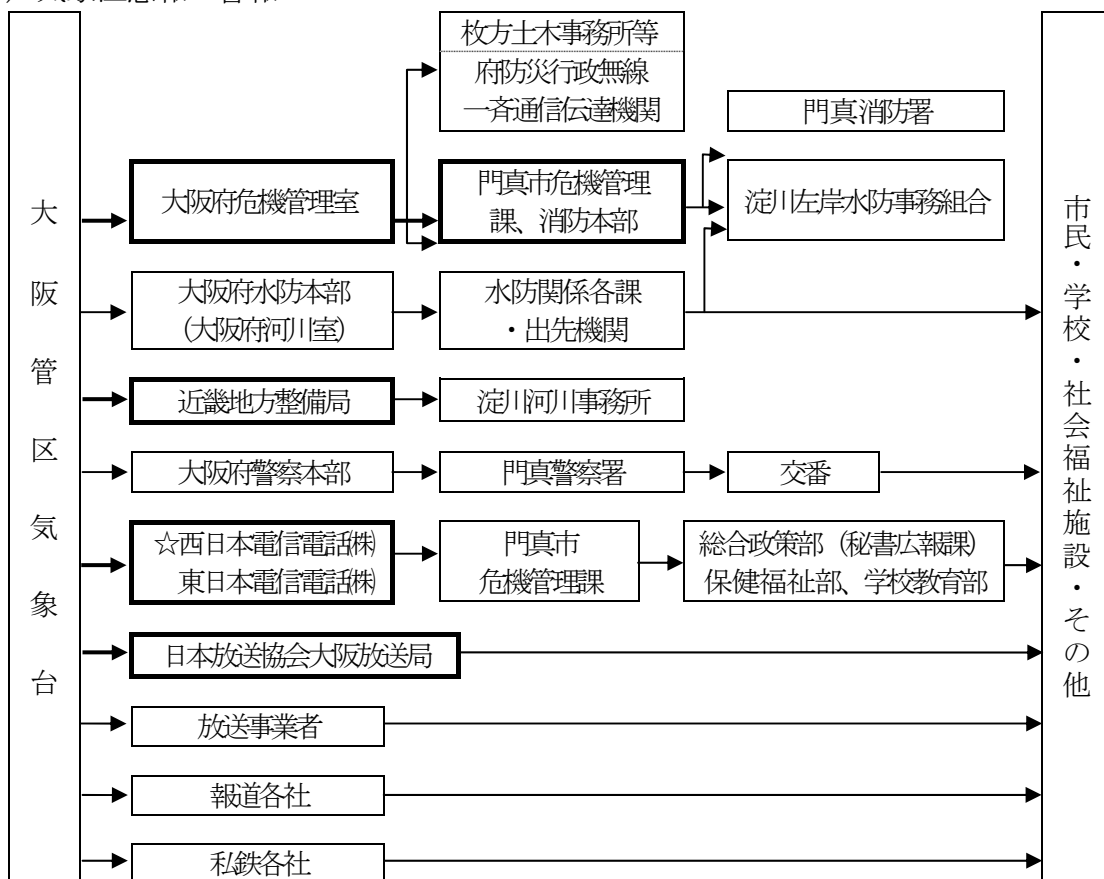 大阪管区気象台
枚方土木事務所等
府防災行政無線
一斉通信伝達機関
門真消防署
大阪府危機管理室
門真市危機管理
課、消防本部
淀川左岸水防事務組合
大阪府水防本部
(大阪府河川室)
水防関係各課
・出先機関
近畿地方整備局
淀川河川事務所
大阪府警察本部
門真警察署
交番
☆西日本電信電話㈱
東日本電信電話㈱
門真市
危機管理課
総合政策部（秘書広報課）
保健福祉部、学校教育部
日本放送協会大阪放送局
放送事業者
報道各社
私鉄各社
市民・学校・社会福祉施設・その他